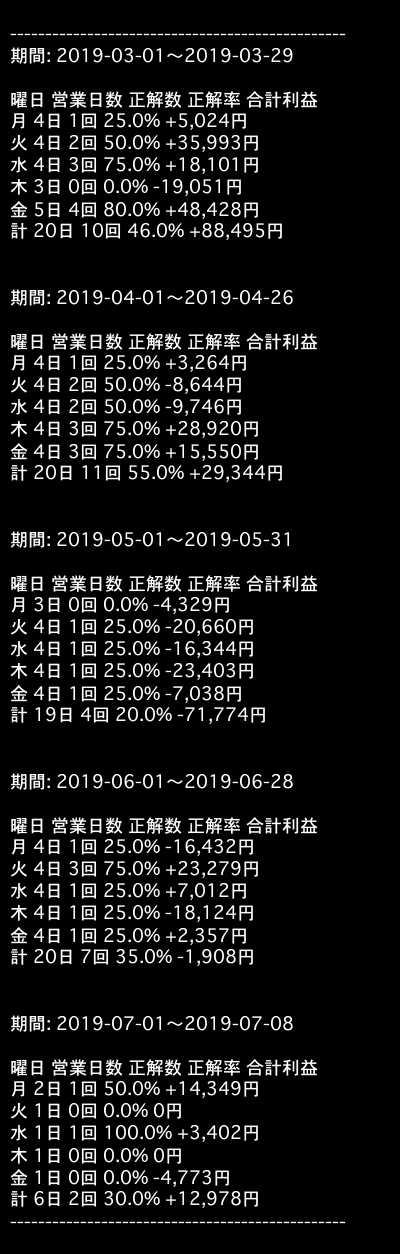 ------------------------------------------------
期間: 2019-03-01〜2019-03-29
曜日 営業日数 正解数 正解率 合計利益
月 4日 1回 25.0% +5,024円
火 4日 2回 50.0% +35,993円
水 4日 3回 75.0% +18,101円
木 3日 0回 0.0% -19,051円
金 5日 4回 80.0% +48,428円
計 20日 10回 46.0% +88,495円
期間: 2019-04-01〜2019-04-26
曜日 営業日数 正解数 正解率 合計利益
月 4日 1回 25.0% +3,264円
火 4日 2回 50.0% -8,644円
水 4日 2回 50.0% -9,746円
木 4日 3回 75.0% +28,920円
金 4日 3回 75.0% +15,550円
計 20日 11回 55.0% +29,344円
期間: 2019-05-01〜2019-05-31
曜日 営業日数 正解数 正解率 合計利益
月 3日 0回 0.0% -4,329円
火 4日 1回 25.0% -20,660円
水 4日 1回 25.0% -16,344円
木 4日 1回 25.0% -23,403円
金 4日 1回 25.0% -7,038円
計 19日 4回 20.0% -71,774円
期間: 2019-06-01〜2019-06-28
曜日 営業日数 正解数 正解率 合計利益
月 4日 1回 25.0% -16,432円
火 4日 3回 75.0% +23,279円
水 4日 1回 25.0% +7,012円
木 4日 1回 25.0% -18,124円
金 4日 1回 25.0% +2,357円
計 20日 7回 35.0% -1,908円
期間: 2019-07-01〜2019-07-08
曜日 営業日数 正解数 正解率 合計利益
月 2日 1回 50.0% +14,349円
火 1日 0回 0.0% 0円
水 1日 1回 100.0% +3,402円
木 1日 0回 0.0% 0円
金 1日 0回 0.0% -4,773円
計 6日 2回 30.0% +12,978円
------------------------------------------------